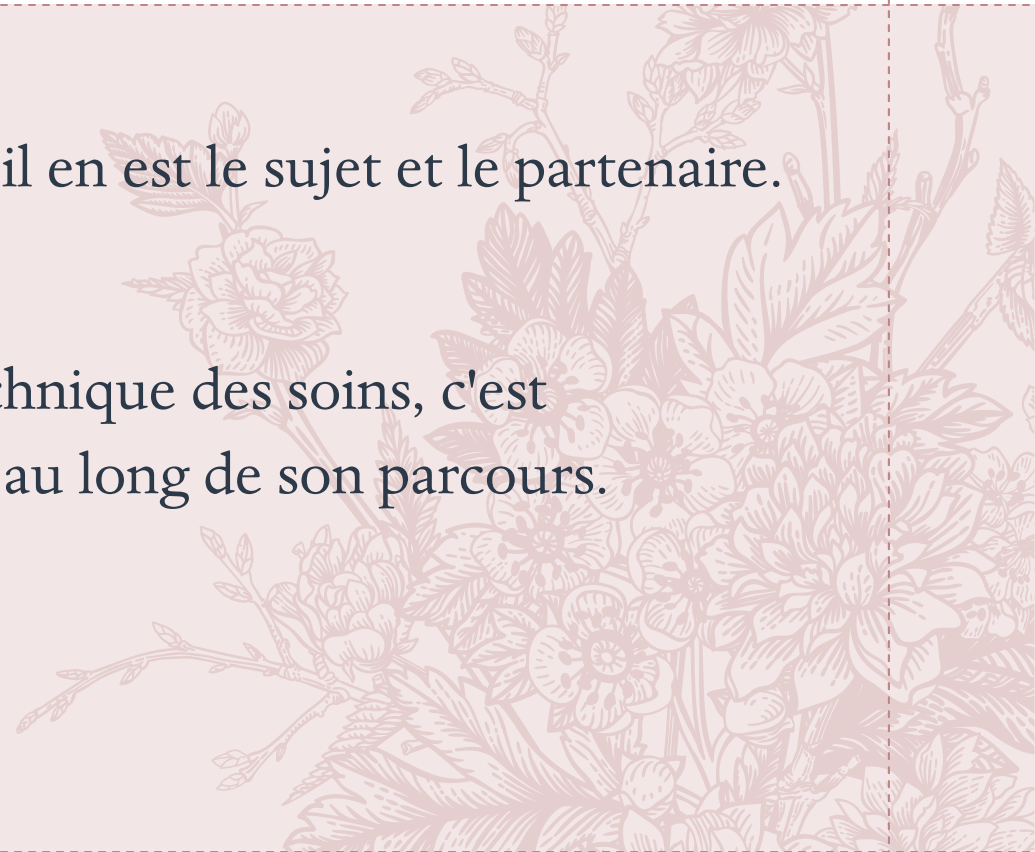 il en est le sujet et le partenaire.
chnique des soins, c'est
au long de son parcours.